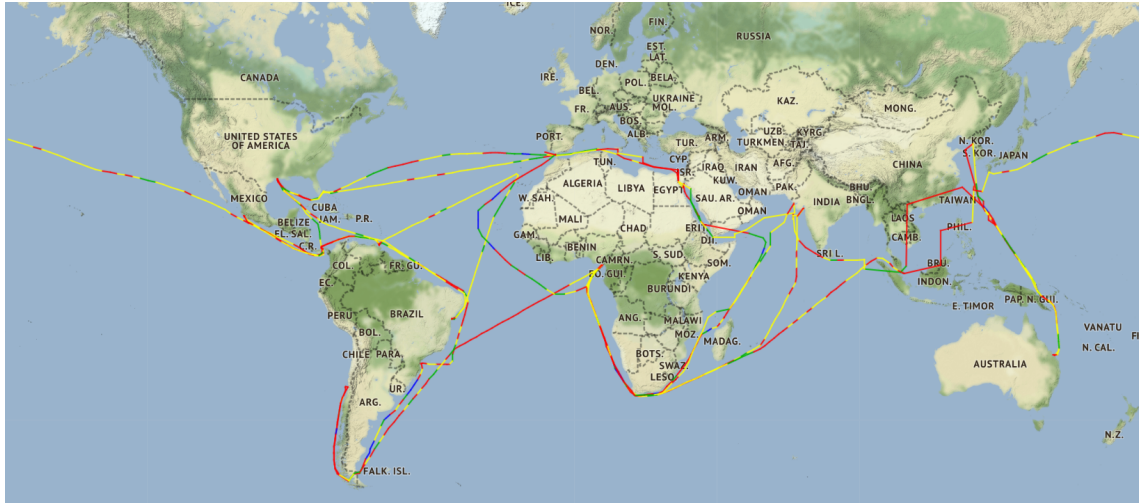 ICE.
NOR.
FIN.
RUSSIA
EST.
LAT.
DEN.
CANADA
IRE.
POL.
BELA.
BEL.
UKRAINE
KAZ.
FR.
AUS.
MOL.
MONG.
BOS.
UNITED STATES
OF AMERICA
PORT.
ALB.
TUR.
ARM.
UZB.
KYRG.
TURKMEN.
TAJ.
N. KOR.
S. KOR.
JAPAN
TUN.
CYP.
ISR.
IRAQ
IRAN
AFG.
CHINA
KUW.
MEXICO
ALGERIA
LIBYA
EGYPT
PAK.
BHU.
W. SAH.
SAU. AR.
OMAN
BNGL.
TAIWAN
CUBA
JAM.
P.R.
INDIA
OMAN
BELIZE
MALI
LAOS
EL. SAL.
GAM.
CHAD
ERI.
PHIL.
C.R.
BENIN
DJI.
CAMB.
LIB.
S. SUD.
SRI L.
COL.
FR. GU.
CAMRN.
SOM.
BRU.
EC.
EQ. GUI.
KENYA
INDON.
BURUNDI
PERU
BRAZIL
E. TIMOR
PAP. N. GUI.
ANG.
MALAWI
BOL.
MOZ.
MADAG.
VANATU
FI
CHILE
PARA.
BOTS.
N. CAL.
SWAZ.
AUSTRALIA
UR.
LESO.
ARG.
N.Z.
FALK. ISL.